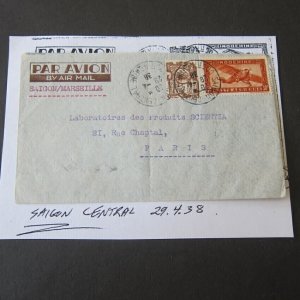 PAR AVION
INDOCHINE
PAR AVION
BY AIR MAIL
SAIGON/MARSEILLE
Laboratoires des Produits SCIENTIA
21, Rue Chaptal,
PARIS
SAIGON CENTRAL 29.4.38.